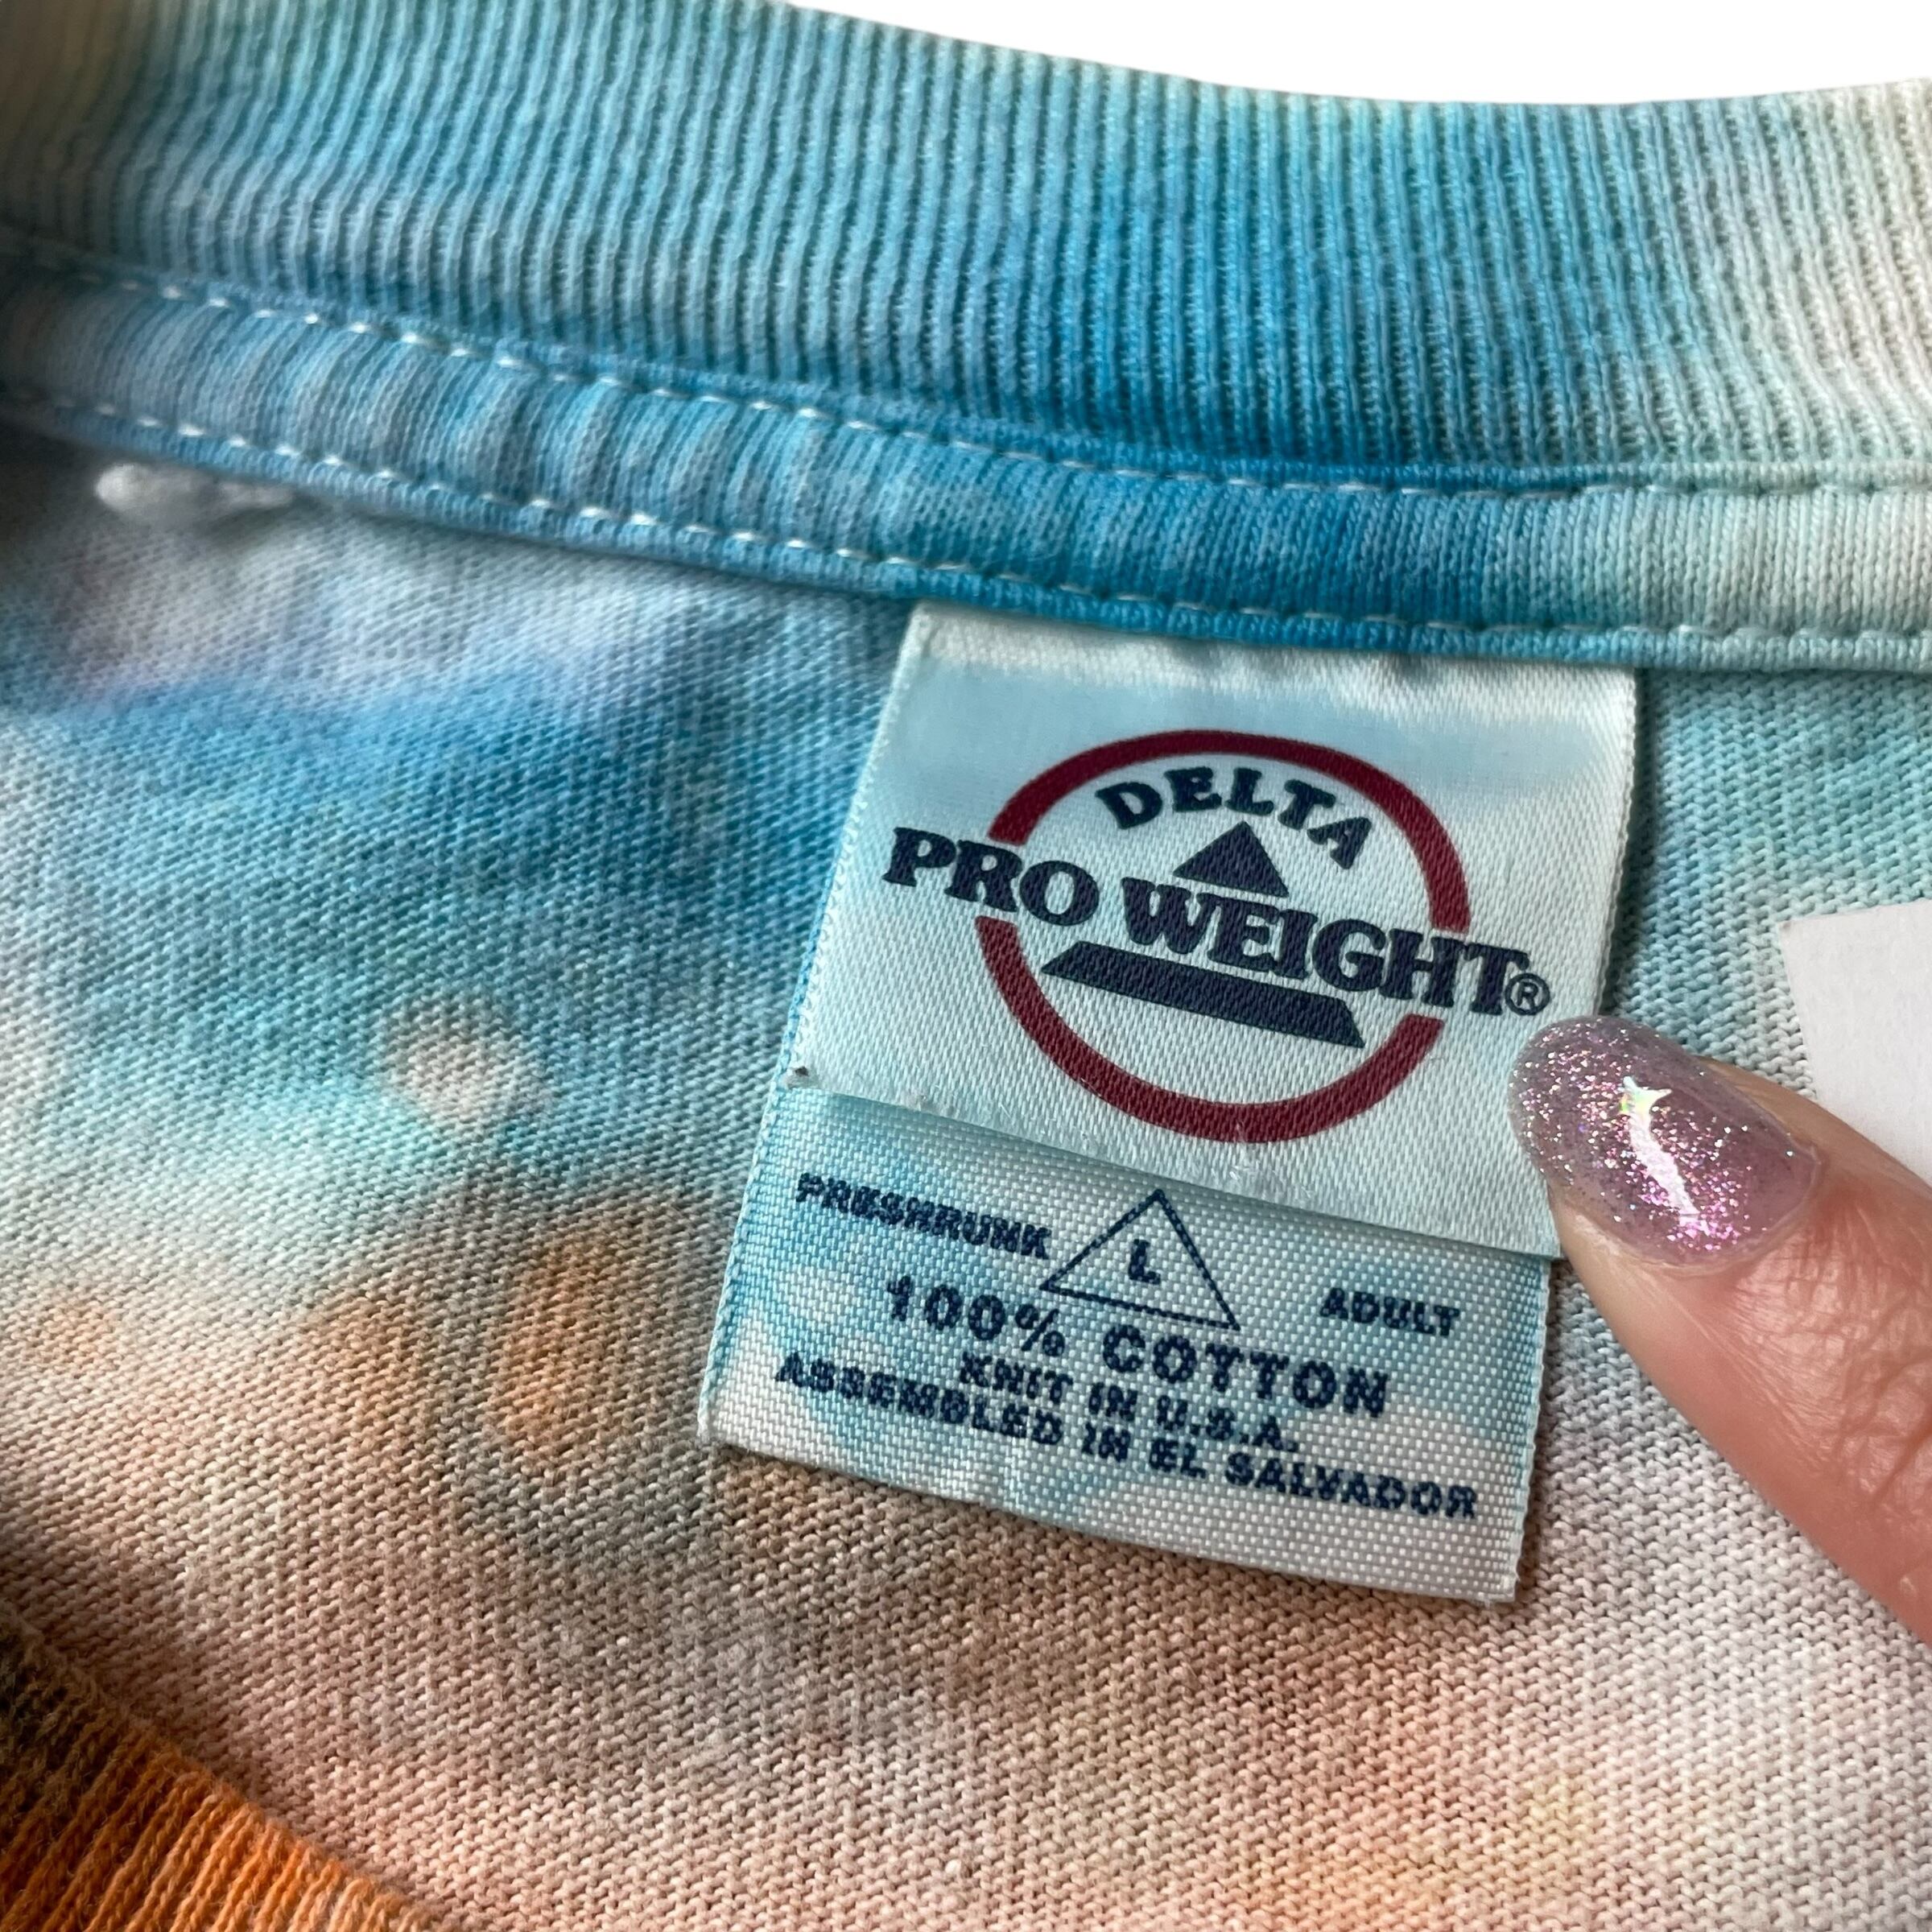 DELTA
PRO WEIGHT®
PRESHRUNK L ADULT
100% COTTON
KNIT IN U.S.A.
ASSEMBLED IN EL SALVADOR